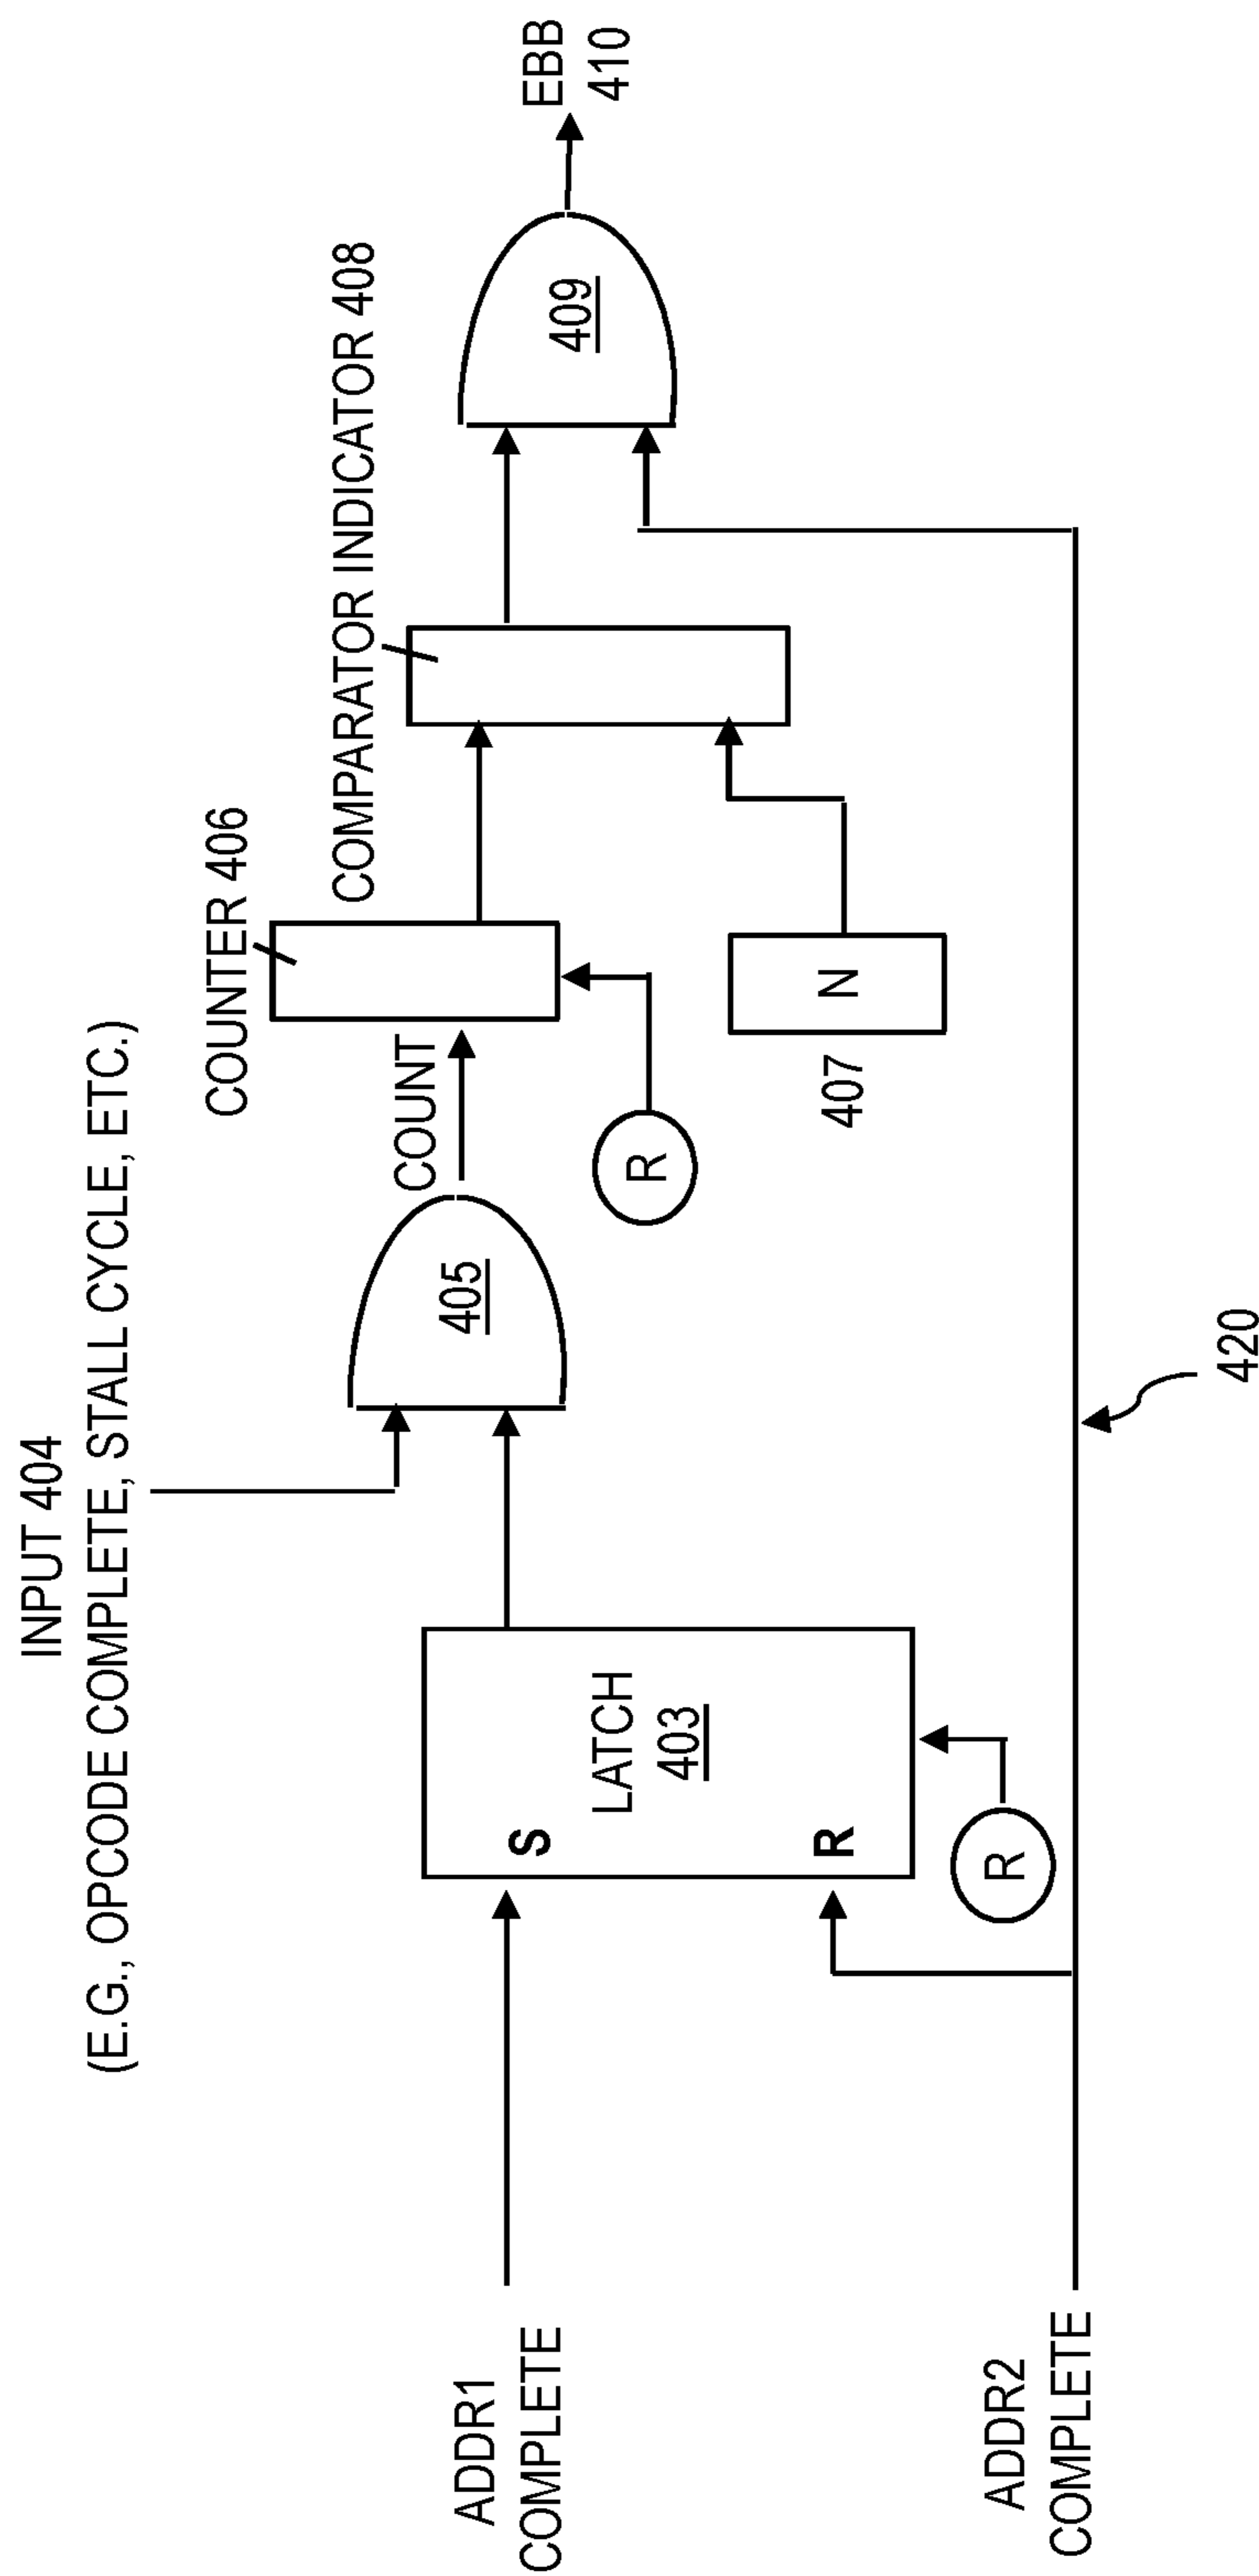 INPUT 404
(E.G., OPCODE COMPLETE, STALL CYCLE, ETC.)
COUNTER 406
COMPARATOR INDICATOR 408
COUNT
405
409
EBB
410
ADDR1
COMPLETE
S
LATCH
403
R
R
R
N
407
ADDR2
COMPLETE
420